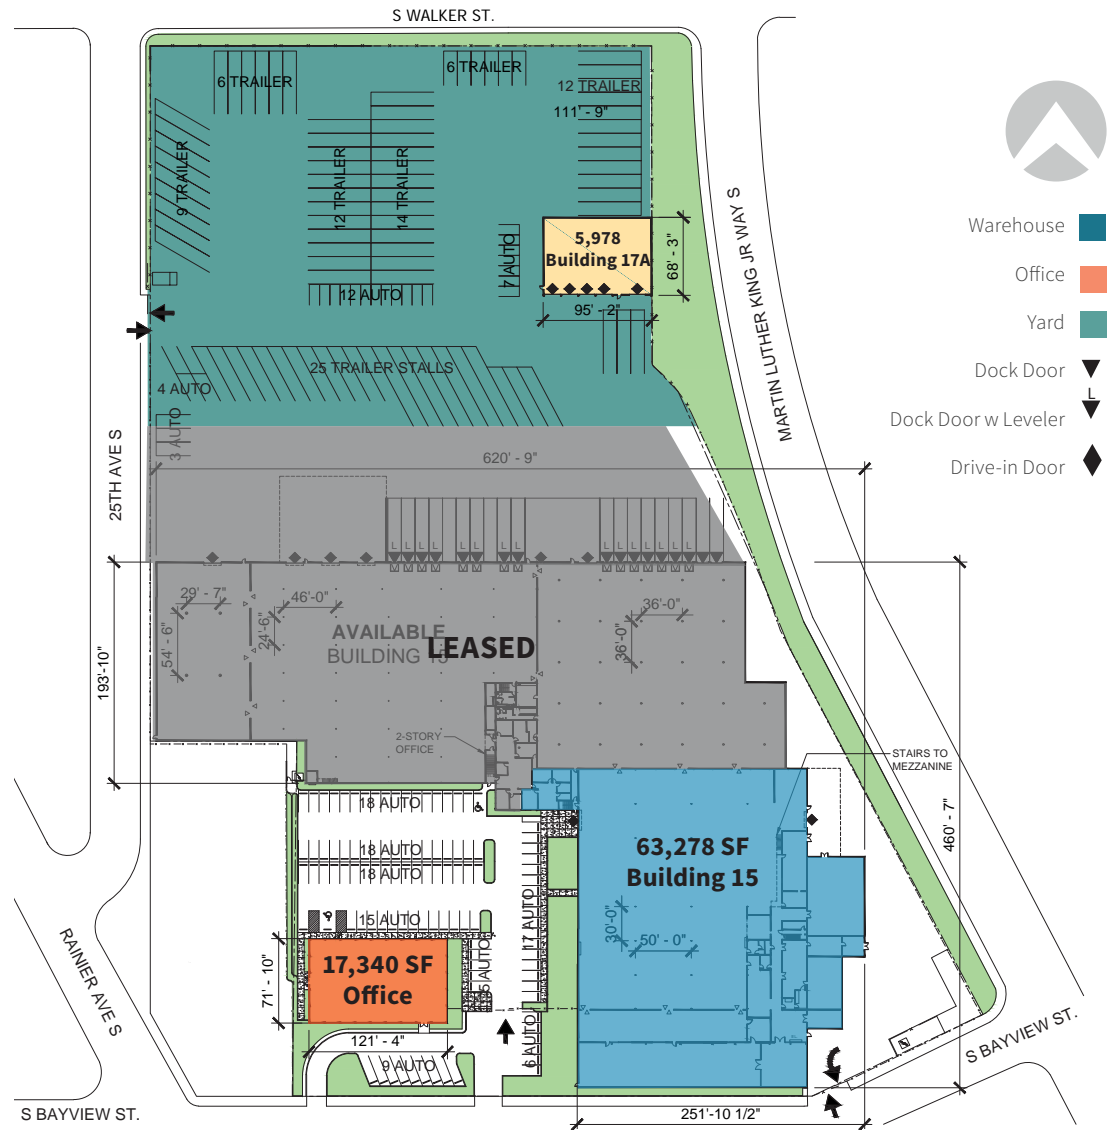 S WALKER ST.
6 TRAILER
6 TRAILER
12 TRAILER
111' - 9"
9 TRAILER
12 TRAILER
14 TRAILER
7 AUTO
12 AUTO
5,978
Building 17A
68' - 3"
95' - 2"
MARTIN LUTHER KING JR WAY S
Warehouse
Office
Yard
Dock Door
L
Dock Door w Leveler
Drive-in Door
25 TRAILER STALLS
4 AUTO
3 AUTO
25TH AVE S
620' - 9"
L L L L L L L L L L L L L L L L
29' - 7"
54' - 6"
46'-0"
24'-6"
36'-0"
36'-0"
AVAILABLE
BUILDING 15
LEASED
193'-10"
2-STORY
OFFICE
STAIRS TO
MEZZANINE
18 AUTO
18 AUTO
18 AUTO
15 AUTO
17 AUTO
63,278 SF
Building 15
30'-0"
50' - 0"
460' - 7"
17,340 SF
Office
71' - 10"
5 AUTO
6 AUTO
121' - 4"
9 AUTO
RAINIER AVE S
S BAYVIEW ST.
S BAYVIEW ST.
251'-10 1/2"